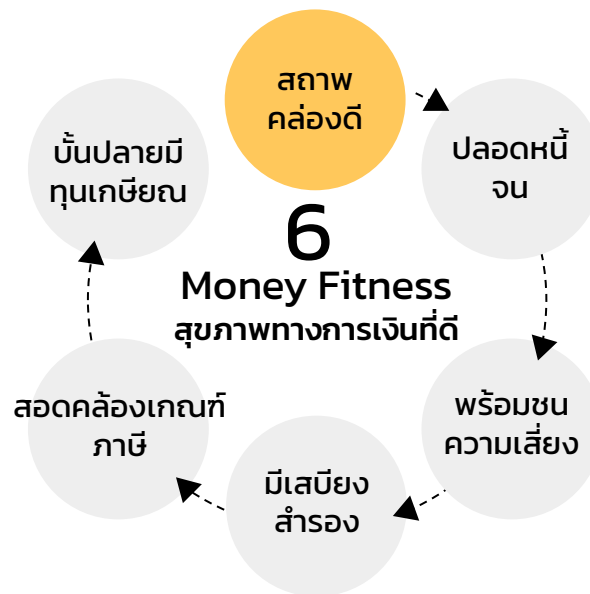 สภาพ
คล่องดี
ปลอดหนี้
จน
พร้อมชน
ความเสี่ยง
มีเสบียง
สำรอง
สอดคล้องเกณฑ์
ภาษี
บั้นปลายมี
ทุนเกษียณ
6
Money Fitness
สุขภาพทางการเงินที่ดี